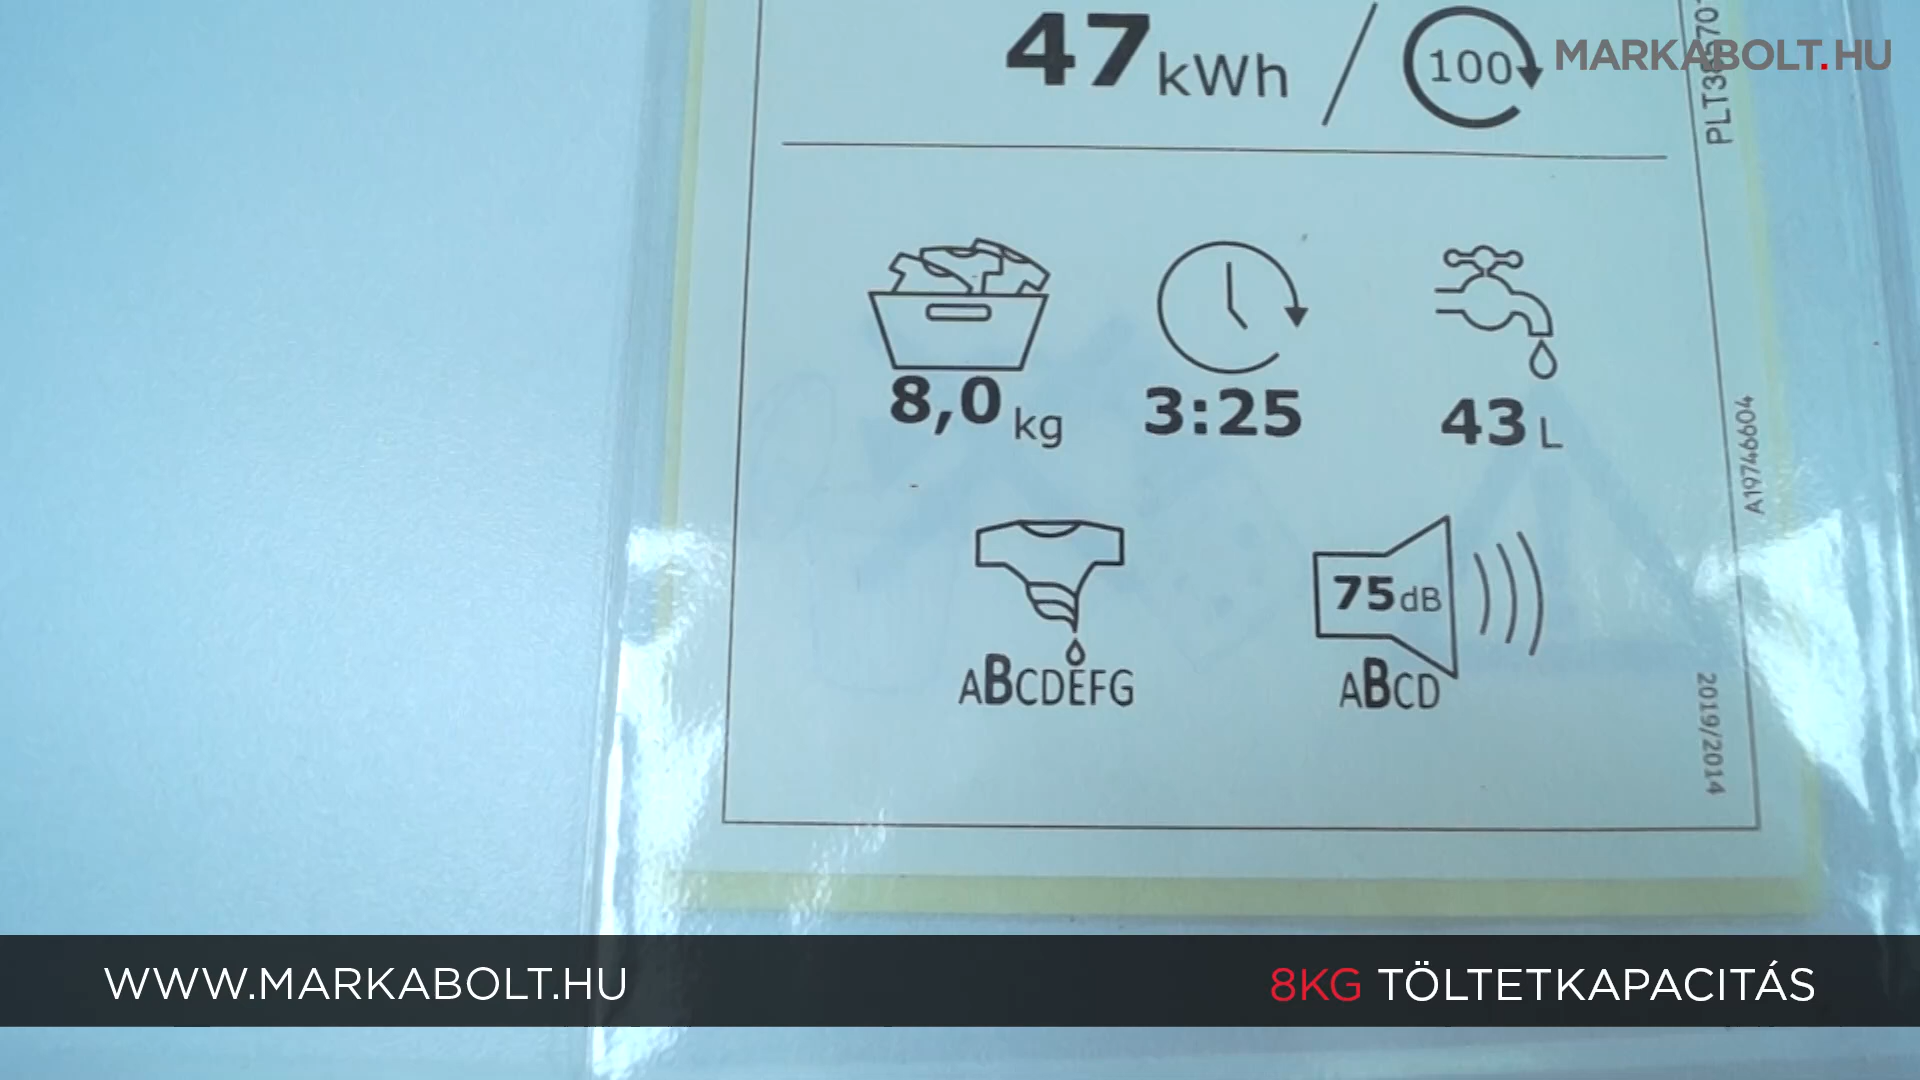 47 kWh / 100
MARKABOLT.HU
8,0 kg
3:25
43 L
A19746604
75 dB
ABCDEFG
ABCD
2019/2014
WWW.MARKABOLT.HU
8KG TÖLTETKAPACITÁS